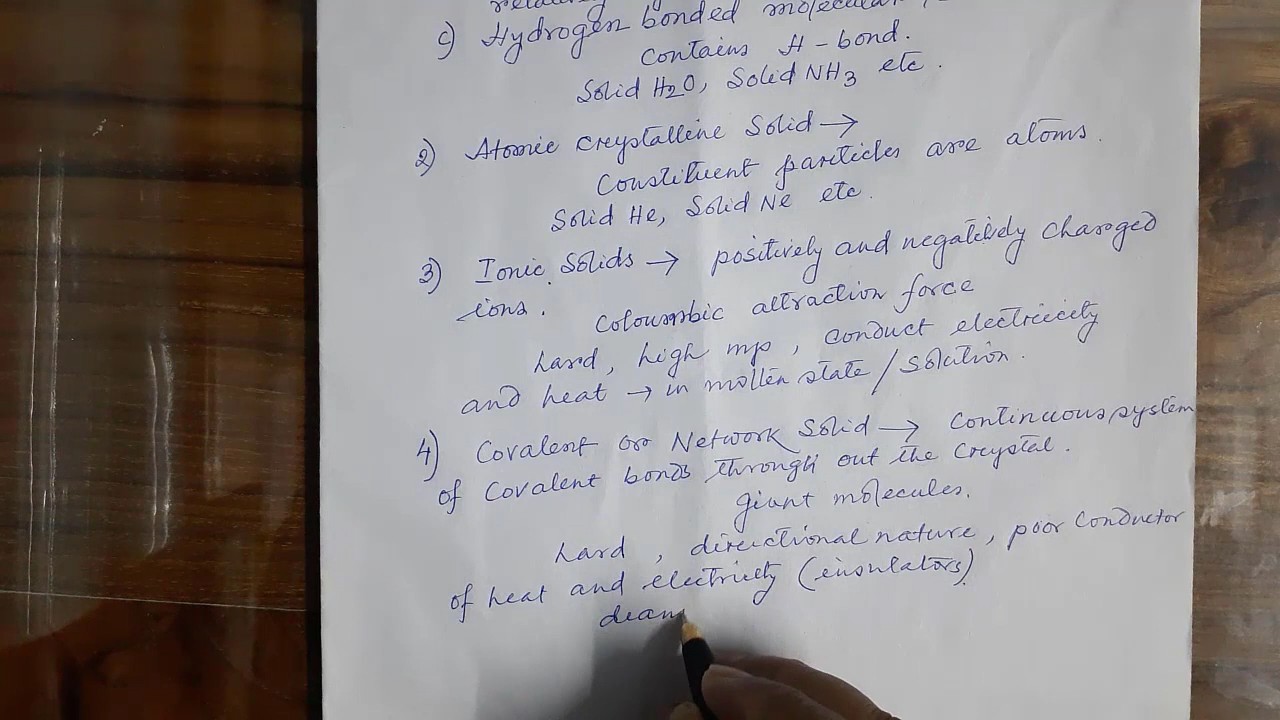 c) Hydrogen bonded molecular
Contains H-bond.
Solid H2O, Solid NH3 etc.
2) Atomic crystalline Solid →
Constituent particles are atoms.
Solid He, Solid Ne etc.
3) Ionic Solids → positively and negatively charged
ions.
Coloumbic attraction force
hard, high mp, conduct electricity
and heat → in molten state/solution.
4) Covalent or Network Solid → Continuous system
of Covalent bonds through out the Crystal.
giant molecules.
hard, directional nature, poor conductor
of heat and electricity (insulators)